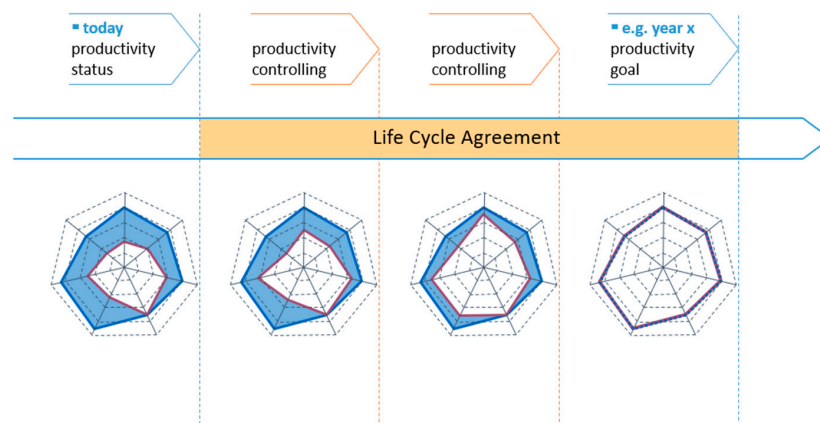 ▪ today
productivity
status
productivity
controlling
productivity
controlling
▪ e.g. year x
productivity
goal
Life Cycle Agreement